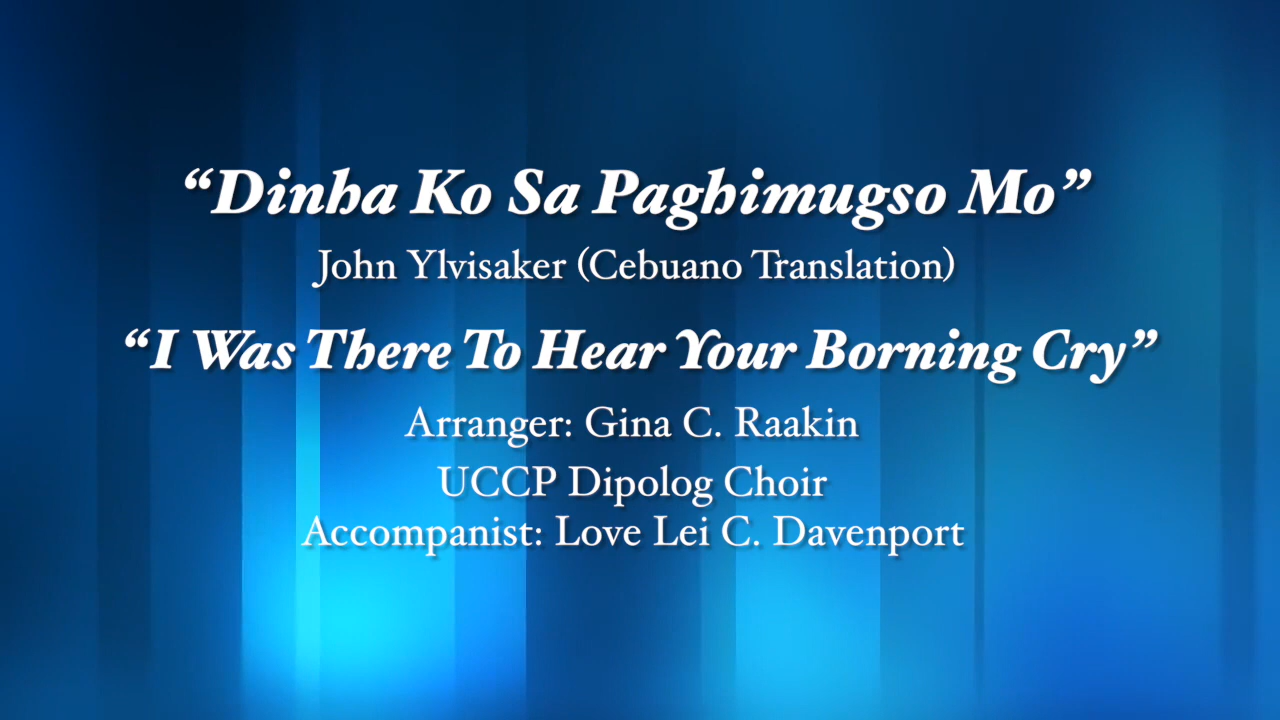 “Dinha Ko Sa Paghimugso Mo”
John Ylvisaker (Cebuano Translation)
“I Was There To Hear Your Borning Cry”
Arranger: Gina C. Raakin
UCCP Dipolog Choir
Accompanist: Love Lei C. Davenport